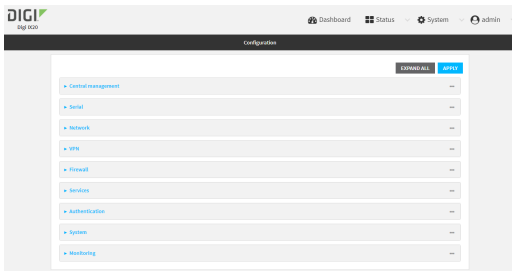 DIGI
Digi IX20
Dashboard
Status
System
admin
Configuration
EXPAND ALL
APPLY
Central management
Serial
Network
VPN
Firewall
Services
Authentication
System
Monitoring